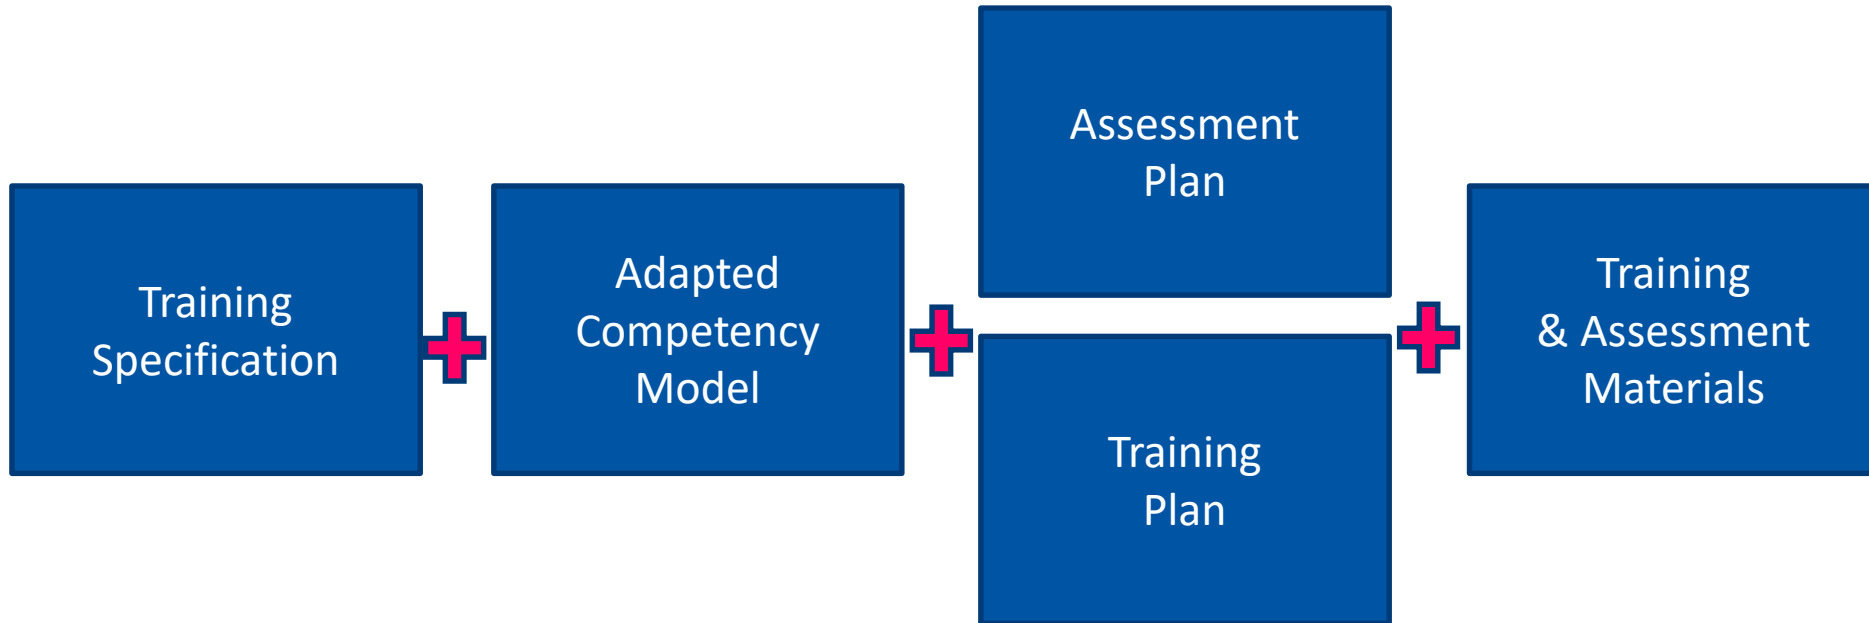 Training
Specification
Adapted
Competency
Model
Assessment
Plan
Training
Plan
Training
& Assessment
Materials